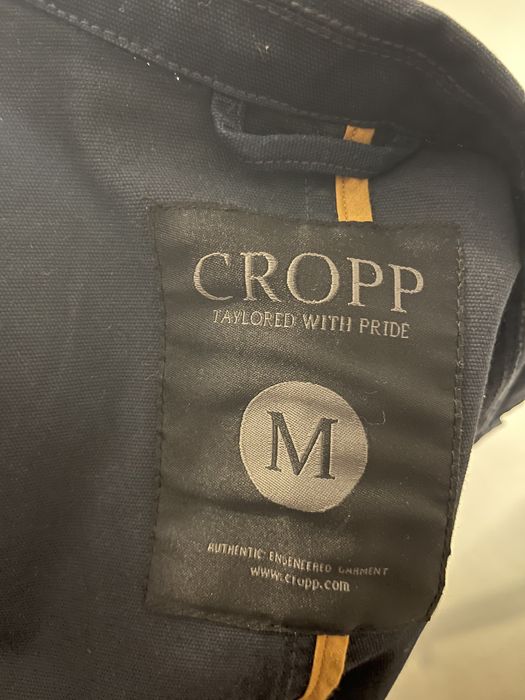 CROPP
TAYLORED WITH PRIDE
M
AUTHENTIC ENGENEERED GARMENT
www.cropp.com